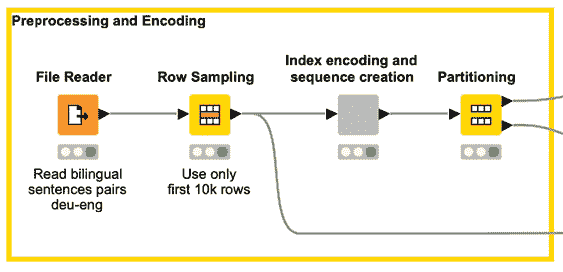 Preprocessing and Encoding
File Reader
Row Sampling
Index encoding and
sequence creation
Partitioning
Read bilingual
sentences pairs
deu-eng
Use only
first 10k rows